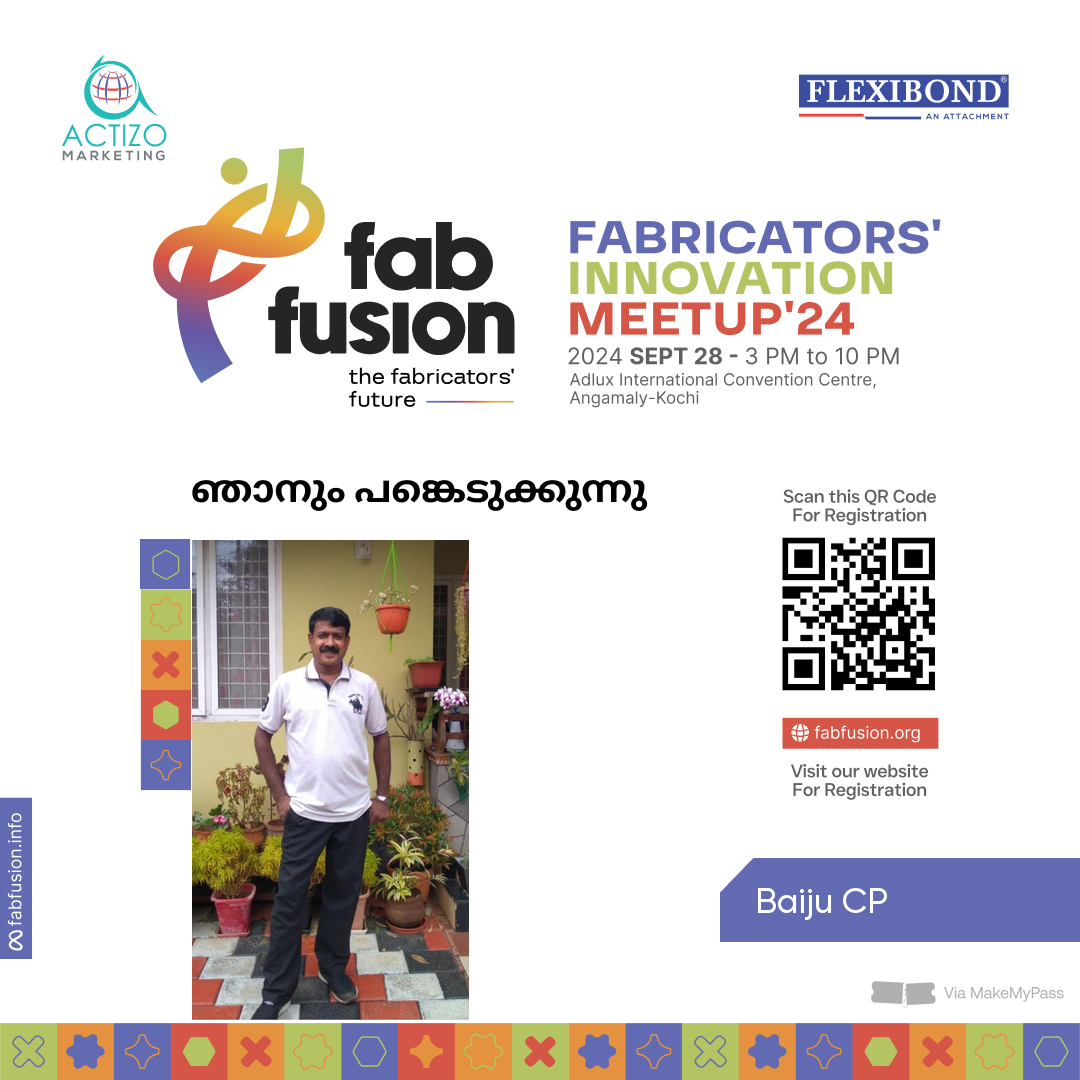 ACTIZO
MARKETING
FLEXIBOND®
AN ATTACHMENT
fab
fusion
the fabricators'
future
FABRICATORS'
INNOVATION
MEETUP'24
2024 SEPT 28 - 3 PM to 10 PM
Adlux International Convention Centre,
Angamaly-Kochi
ഞാനും പങ്കെടുക്കുന്നു
Scan this QR Code
For Registration
fabfusion.org
Visit our website
For Registration
fabfusion.info
Baiju CP
Via MakeMyPass